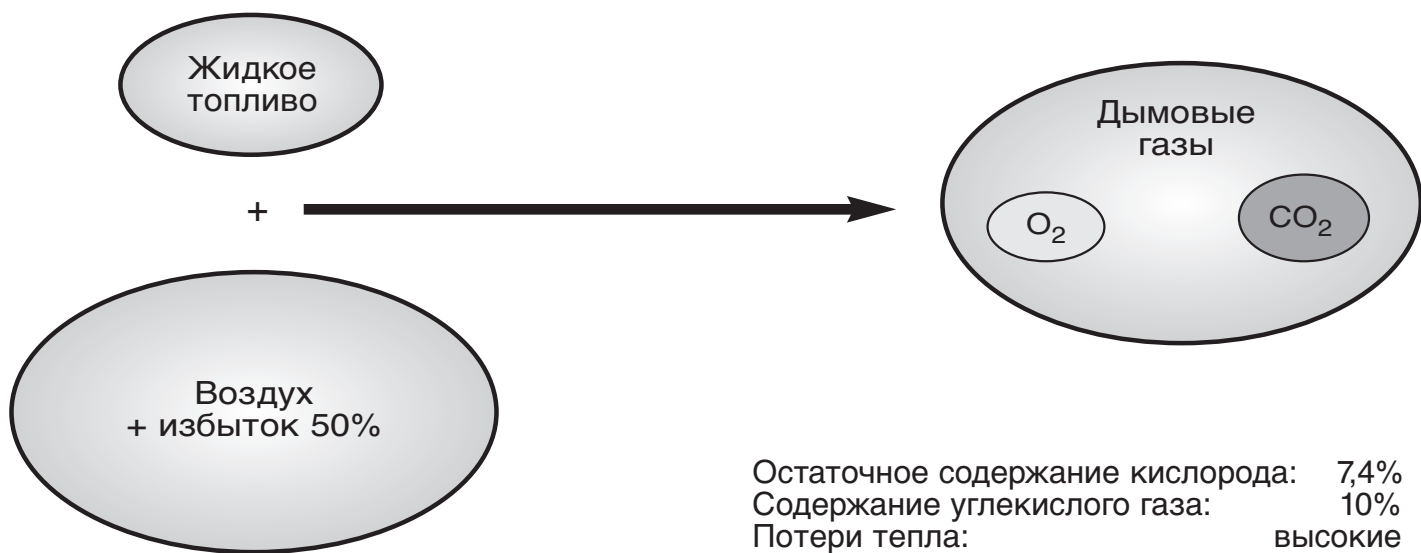 Жидкое
топливо
+
Воздух
+ избыток 50%
Дымовые
газы
O₂
CO₂
Остаточное содержание кислорода: 7,4%
Содержание углекислого газа: 10%
Потери тепла: высокие